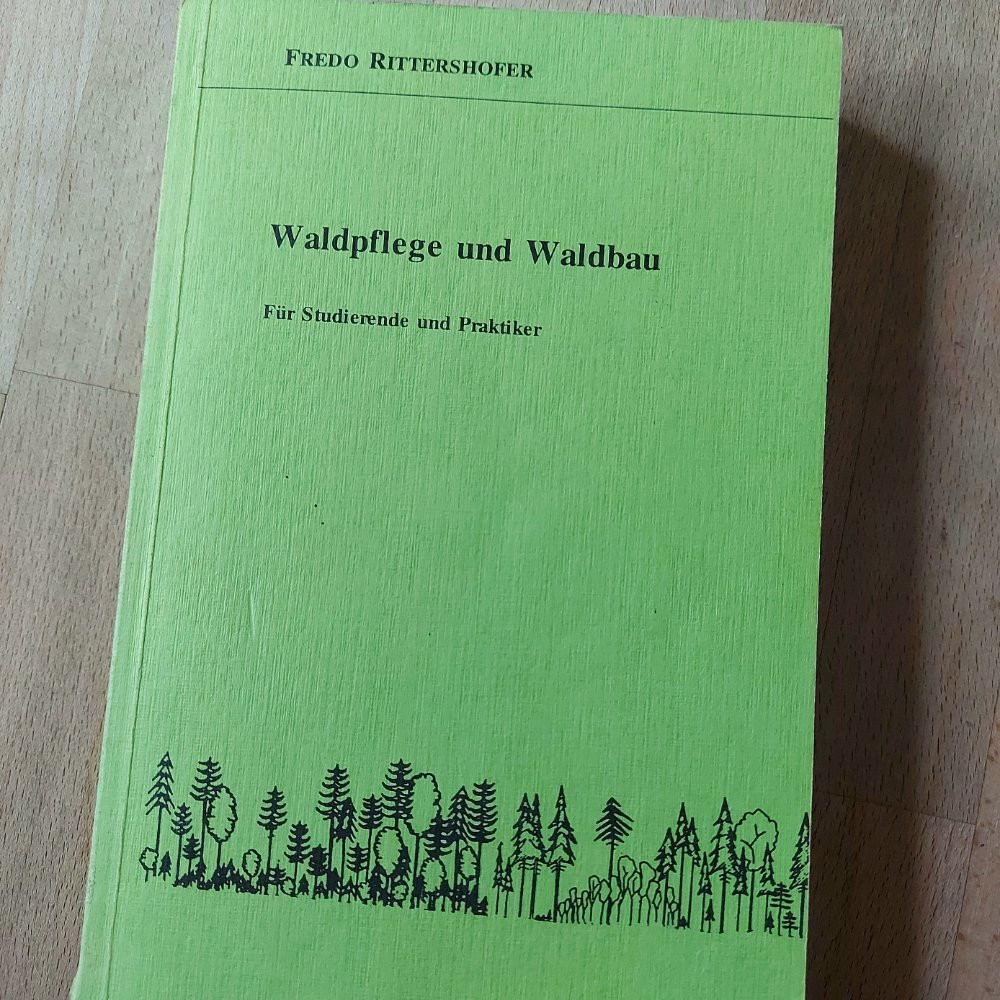 FREDO RITTERSHOFER
Waldpflege und Waldbau
Für Studierende und Praktiker